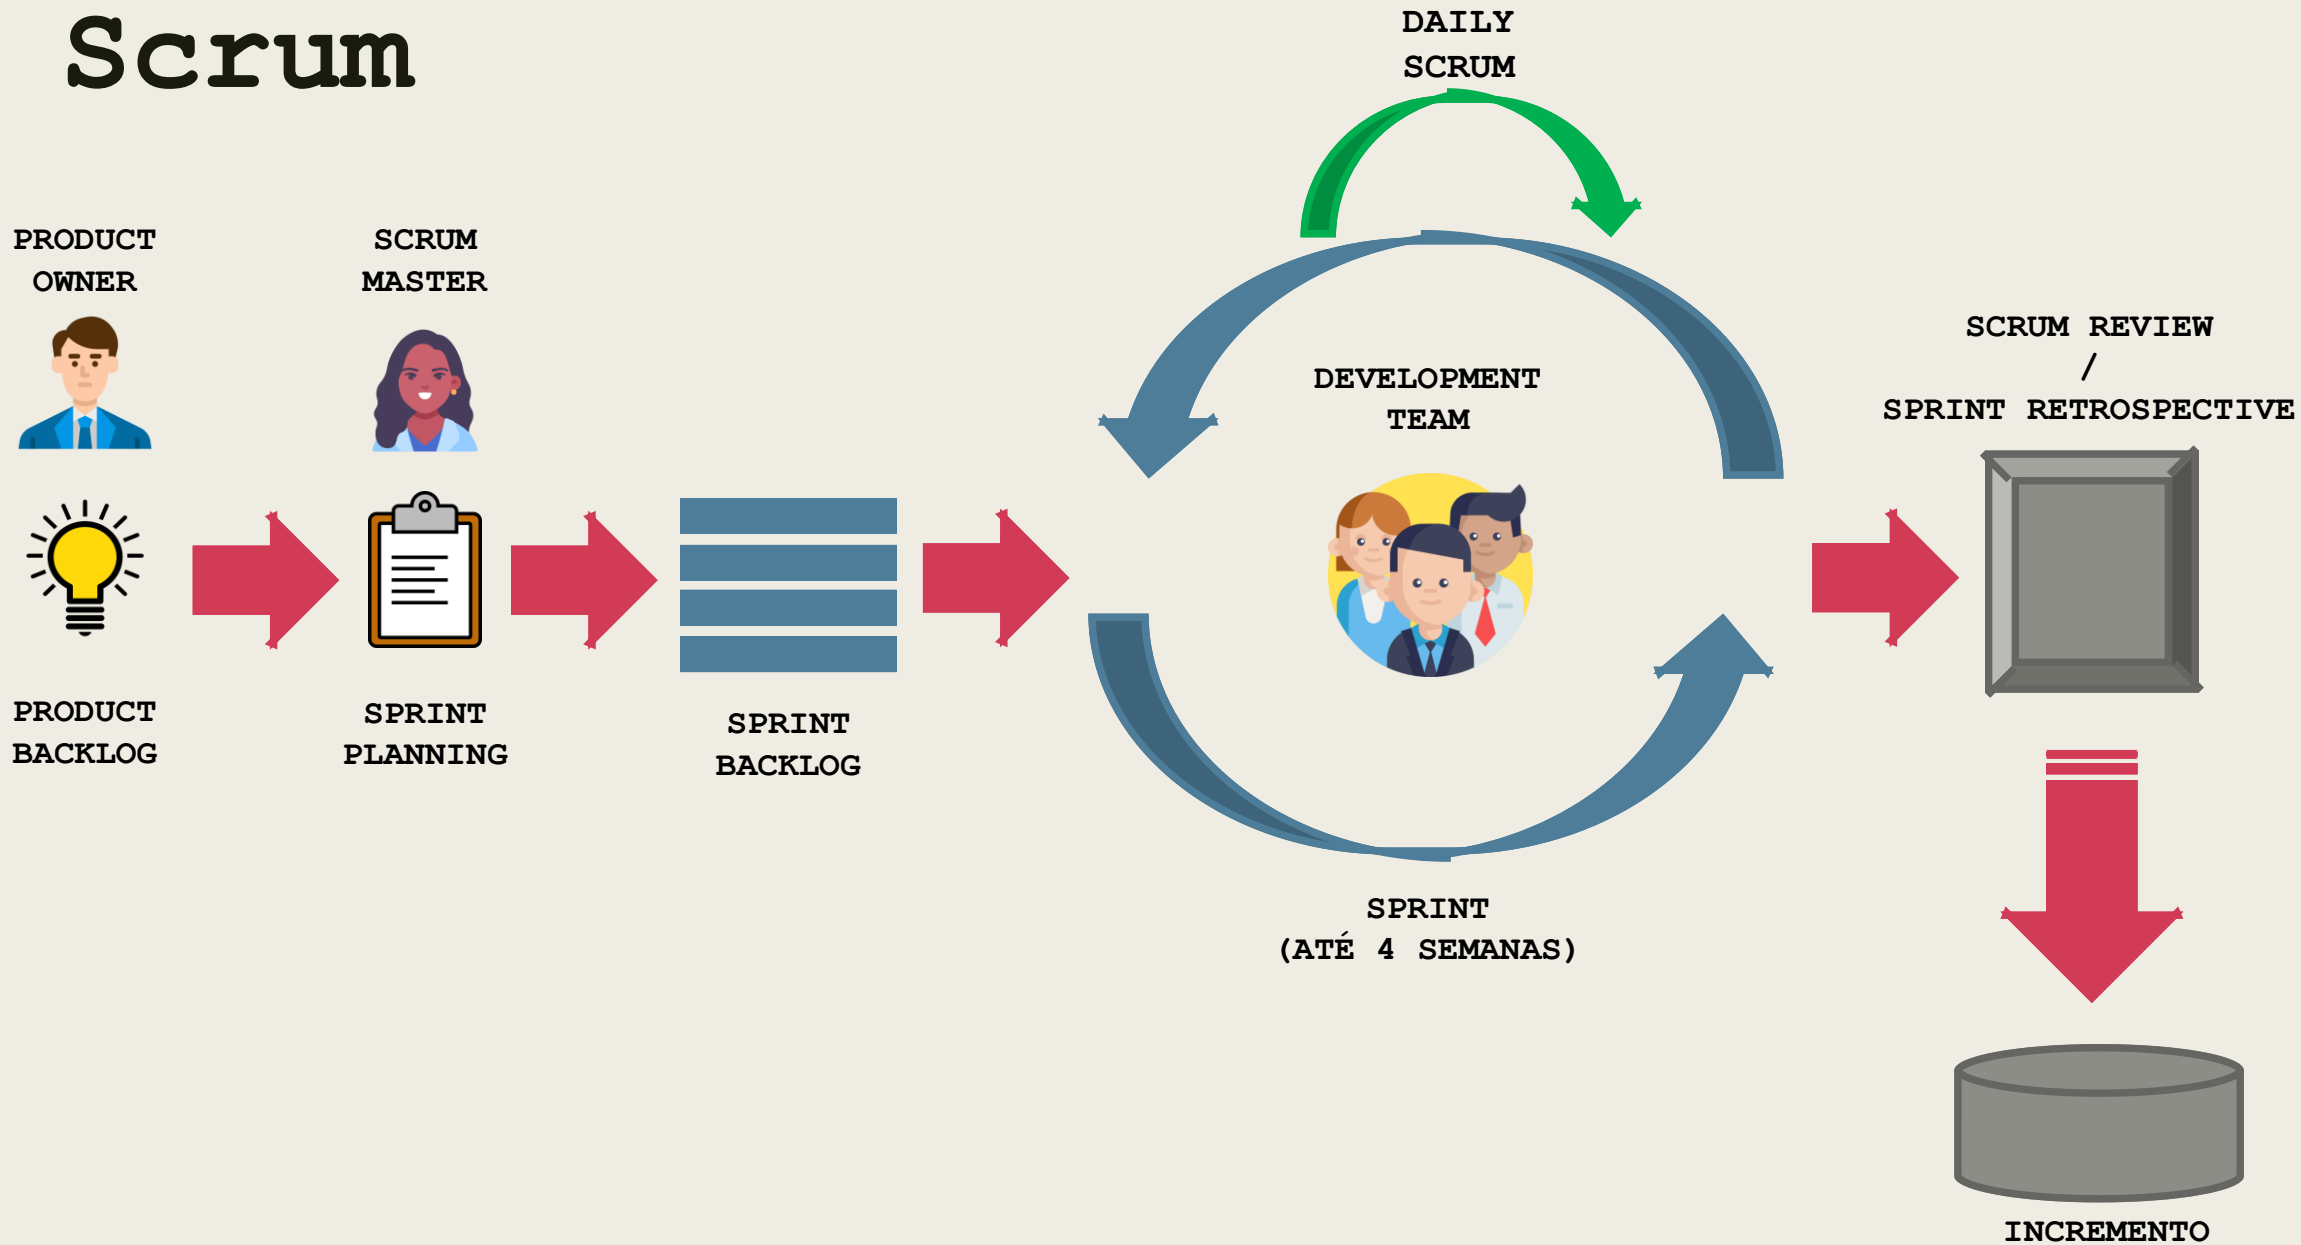 Scrum
DAILY
SCRUM
PRODUCT
OWNER
SCRUM
MASTER
SCRUM REVIEW
/
SPRINT RETROSPECTIVE
DEVELOPMENT
TEAM
PRODUCT
BACKLOG
SPRINT
PLANNING
SPRINT
BACKLOG
SPRINT
(ATÉ 4 SEMANAS)
INCREMENTO